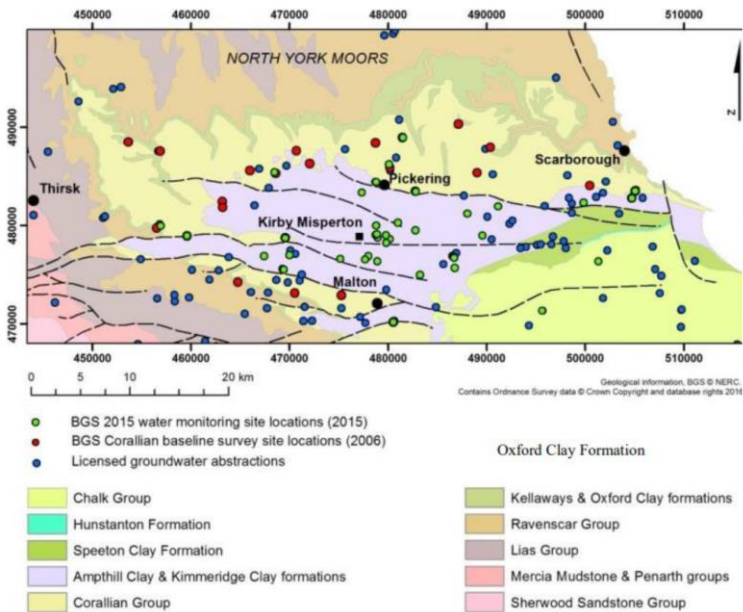 450000 460000 470000 480000 490000 500000 510000
NORTH YORK MOORS
N
490000
480000
470000
490000
480000
470000
Scarborough
Pickering
Thirsk
Kirby Misperton
Malton
450000 460000 470000 480000 490000 500000 510000
0 5 10 20 km
Geological information, BGS © NERC.
Contains Ordnance Survey data © Crown Copyright and database rights 2016
BGS 2015 water monitoring site locations (2015)
BGS Corallian baseline survey site locations (2006)
Licensed groundwater abstractions
Oxford Clay Formation
Chalk Group
Hunstanton Formation
Speeton Clay Formation
Ampthill Clay & Kimmeridge Clay formations
Corallian Group
Kellaways & Oxford Clay formations
Ravenscar Group
Lias Group
Mercia Mudstone & Penarth groups
Sherwood Sandstone Group